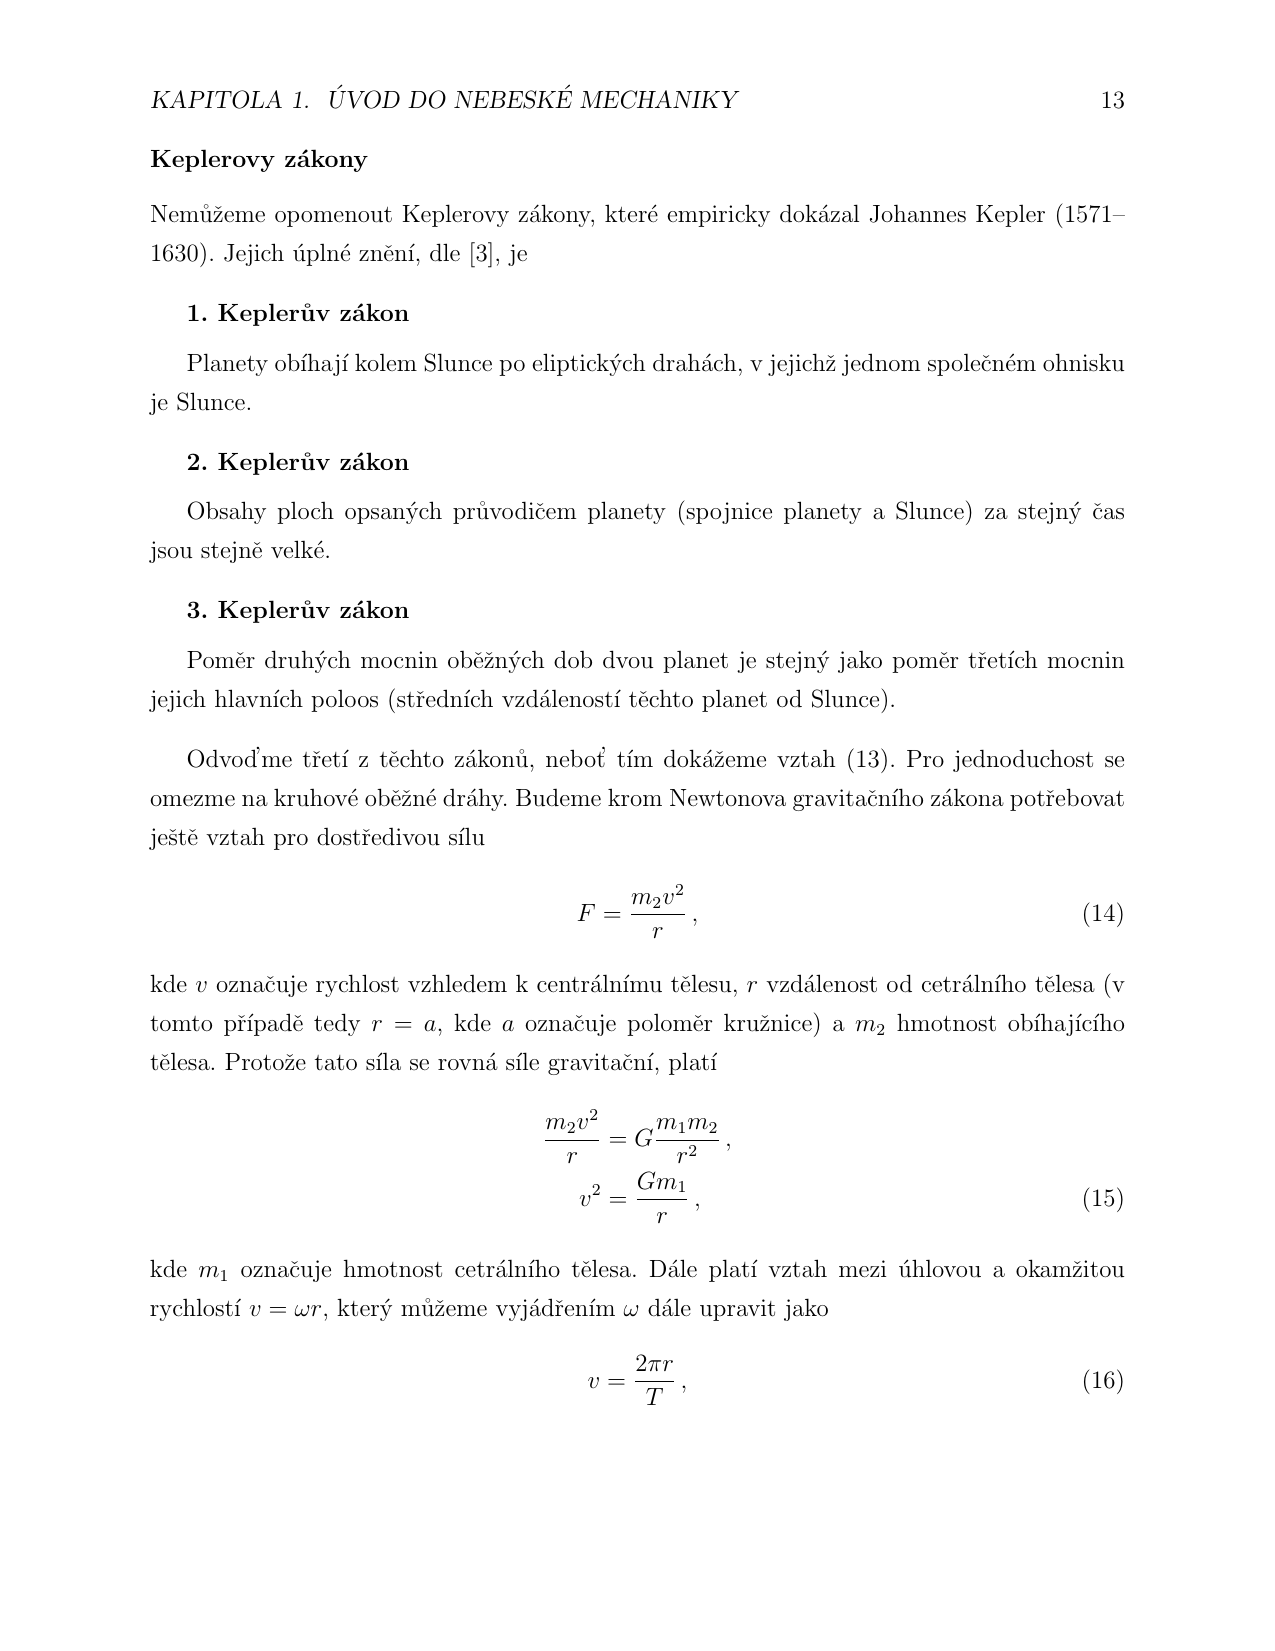 KAPITOLA 1. ÚVOD DO NEBESKÉ MECHANIKY 13
Keplerovy zákony
Nemůžeme opomenout Keplerovy zákony, které empiricky dokázal Johannes Kepler (1571–
1630). Jejich úplné znění, dle [3], je
1. Keplerův zákon
Planety obíhají kolem Slunce po eliptických drahách, v jejichž jednom společném ohnisku
je Slunce.
2. Keplerův zákon
Obsahy ploch opsaných průvodičem planety (spojnice planety a Slunce) za stejný čas
jsou stejně velké.
3. Keplerův zákon
Poměr druhých mocnin oběžných dob dvou planet je stejný jako poměr třetích mocnin
jejich hlavních poloos (středních vzdáleností těchto planet od Slunce).
Odvoďme třetí z těchto zákonů, neboť tím dokážeme vztah (13). Pro jednoduchost se
omezme na kruhové oběžné dráhy. Budeme krom Newtonova gravitačního zákona potřebovat
ještě vztah pro dostředivou sílu
$F = \frac{m_2 v^2}{r}$ , (14)
kde $v$ označuje rychlost vzhledem k centrálnímu tělesu, $r$ vzdálenost od cetrálního tělesa (v
tomto případě tedy $r = a$, kde $a$ označuje poloměr kružnice) a $m_2$ hmotnost obíhajícího
tělesa. Protože tato síla se rovná síle gravitační, platí
$\frac{m_2 v^2}{r} = G\frac{m_1 m_2}{r^2}$ ,
$v^2 = \frac{Gm_1}{r}$ , (15)
kde $m_1$ označuje hmotnost cetrálního tělesa. Dále platí vztah mezi úhlovou a okamžitou
rychlostí $v = \omega r$, který můžeme vyjádřením $\omega$ dále upravit jako
$v = \frac{2\pi r}{T}$ , (16)